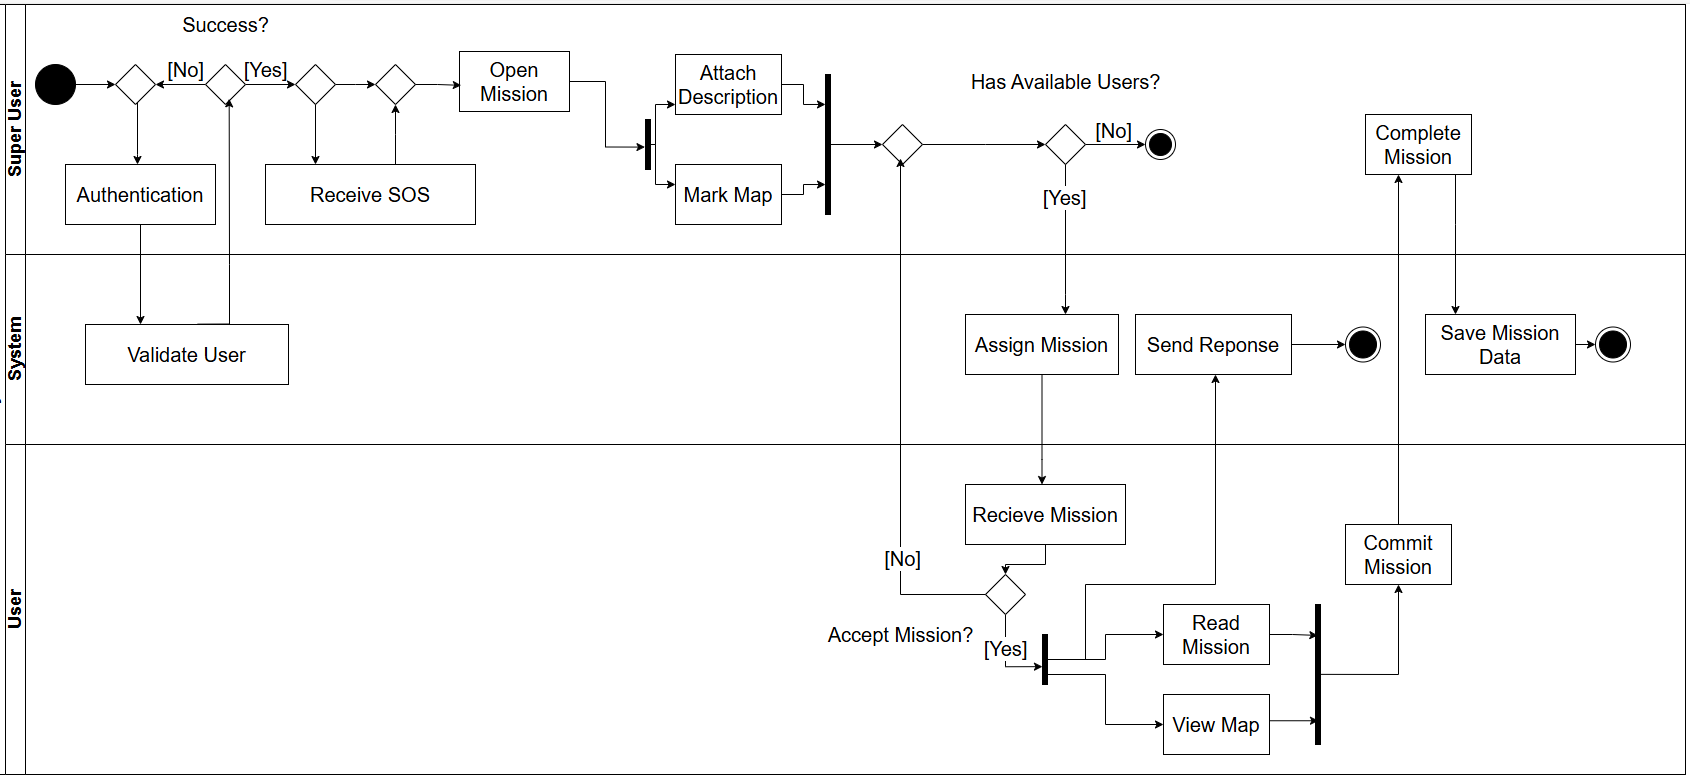 Success?
[No]
[Yes]
Open
Mission
Attach
Description
Has Available Users?
[No]
Complete
Mission
Super User
Authentication
Receive SOS
Mark Map
[Yes]
System
Validate User
Assign Mission
Send Reponse
Save Mission
Data
User
Recieve Mission
[No]
Commit
Mission
Accept Mission?
[Yes]
Read
Mission
View Map